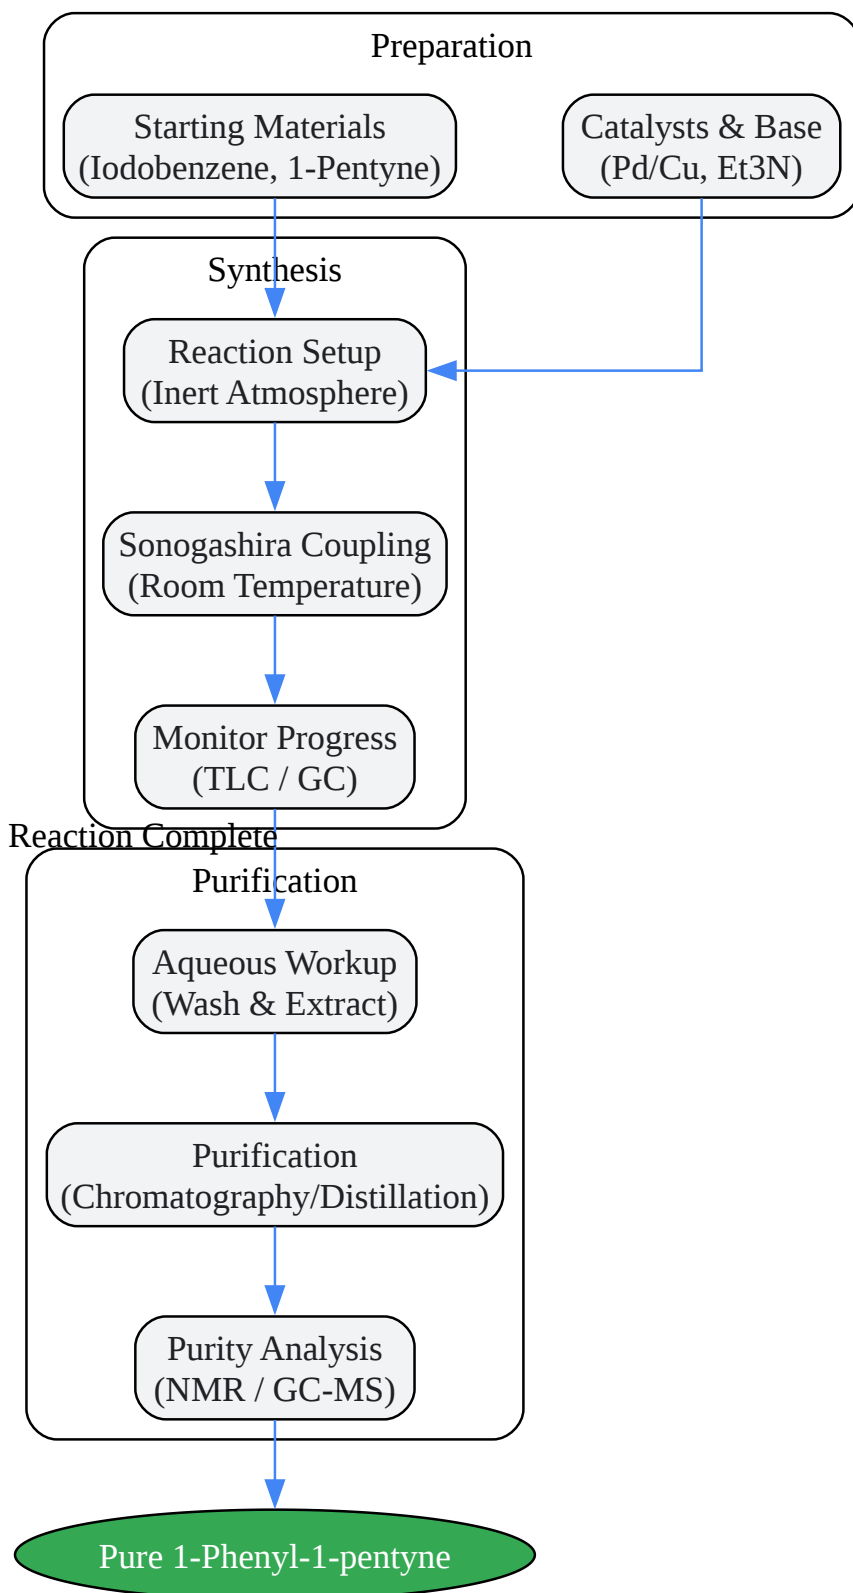 Preparation
Starting Materials
(Iodobenzene, 1-Pentyne)
Catalysts & Base
(Pd/Cu, Et3N)
Synthesis
Reaction Setup
(Inert Atmosphere)
Sonogashira Coupling
(Room Temperature)
Monitor Progress
(TLC / GC)
Reaction Complete
Purification
Aqueous Workup
(Wash & Extract)
Purification
(Chromatography/Distillation)
Purity Analysis
(NMR / GC-MS)
Pure 1-Phenyl-1-pentyne